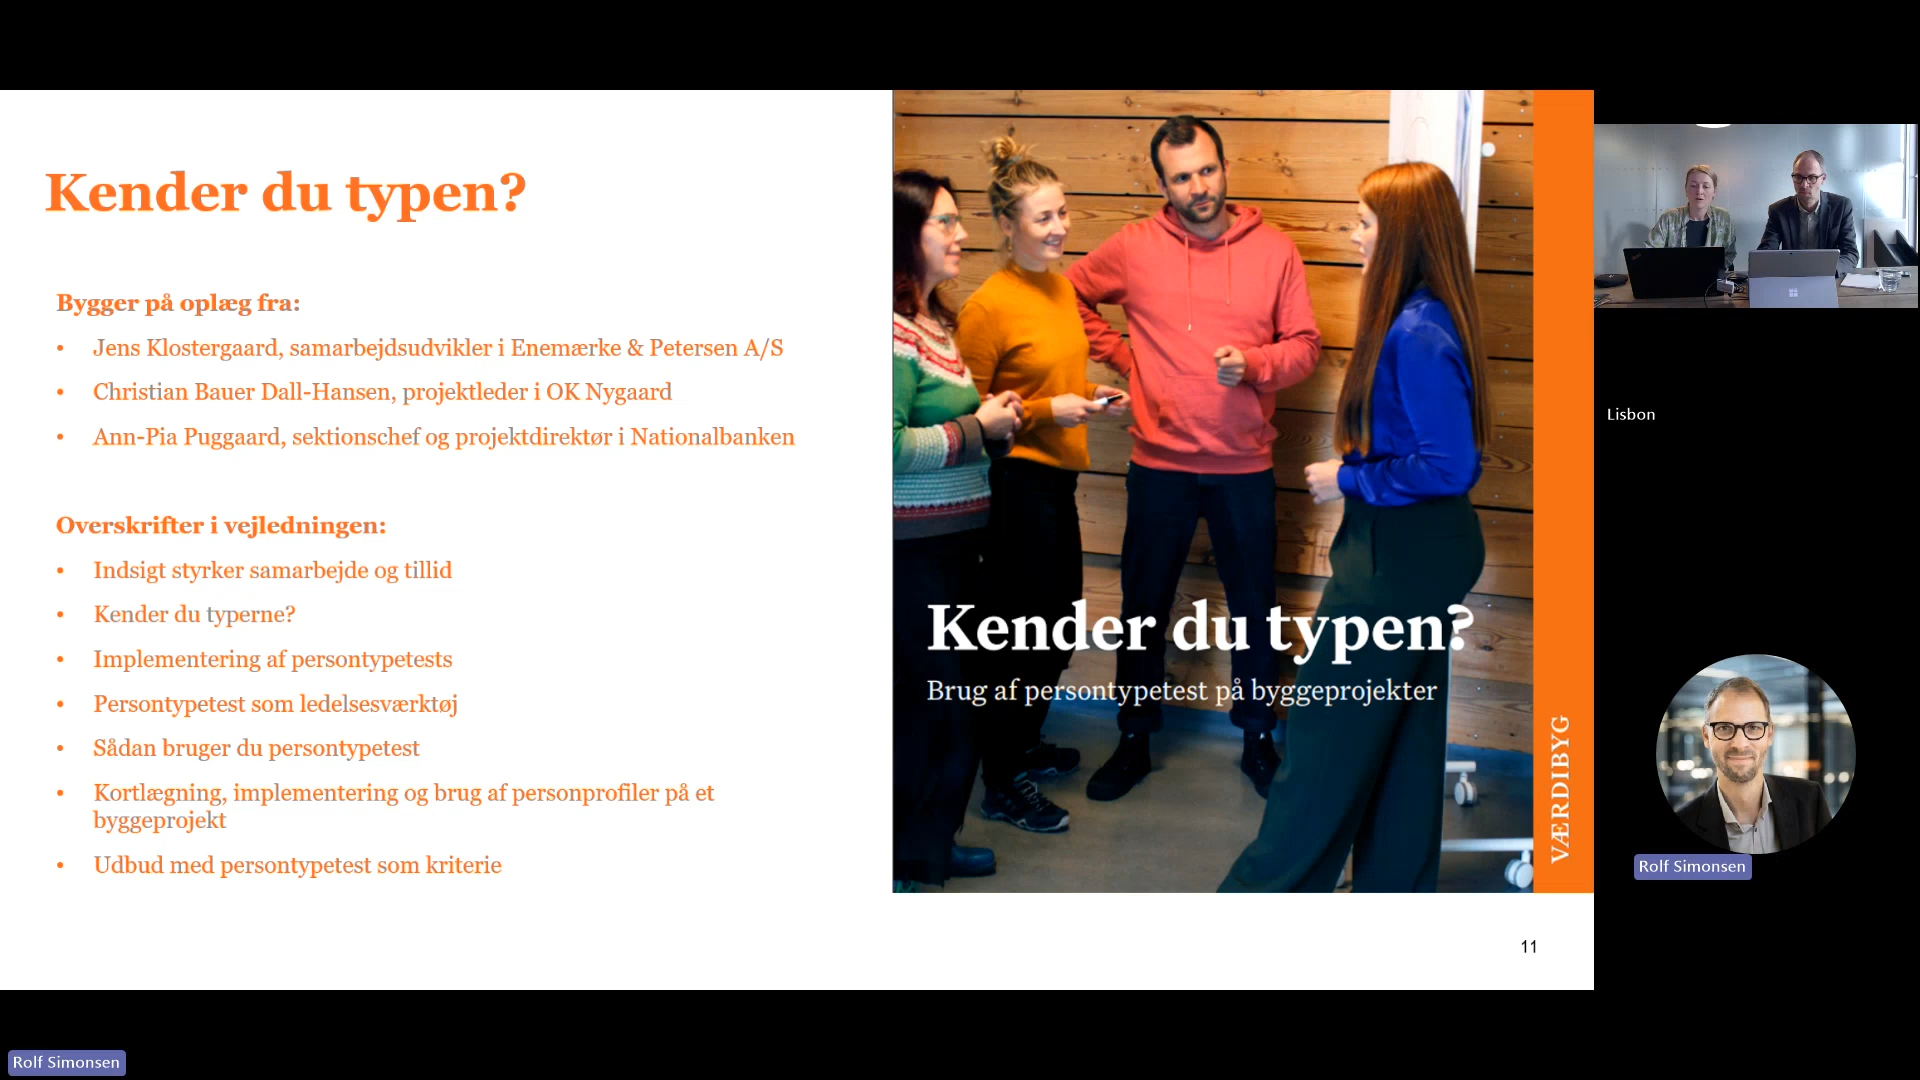 Kender du typen?
Bygger på oplæg fra:
• Jens Klostergaard, samarbejdsudvikler i Enemærke & Petersen A/S
• Christian Bauer Dall-Hansen, projektleder i OK Nygaard
• Ann-Pia Puggaard, sektionschef og projektdirektør i Nationalbanken
Overskrifter i vejledningen:
• Indsigt styrker samarbejde og tillid
• Kender du typerne?
• Implementering af persontypetests
• Persontypetest som ledelsesværktøj
• Sådan bruger du persontypetest
• Kortlægning, implementering og brug af personprofiler på et
byggeprojekt
• Udbud med persontypetest som kriterie
Kender du typen?
Brug af persontypetest på byggeprojekter
VÆRDIBYG
11
Lisbon
Rolf Simonsen
Rolf Simonsen